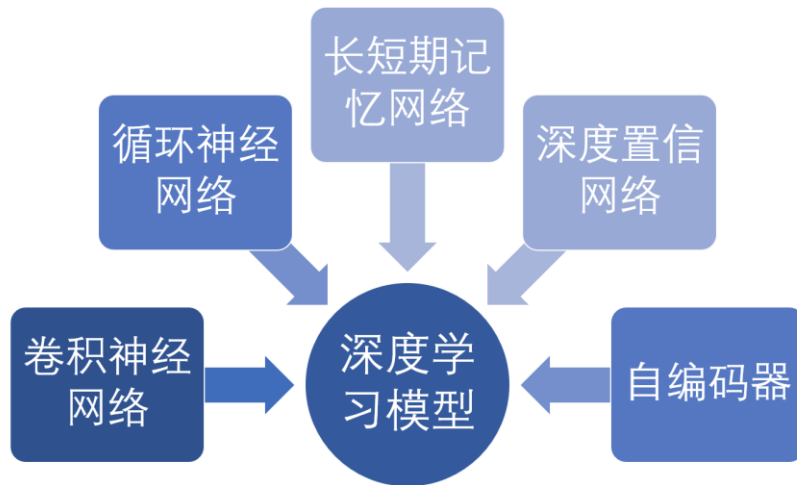 长短期记
忆网络
循环神经
网络
深度置信
网络
卷积神经
网络
深度学
习模型
自编码器